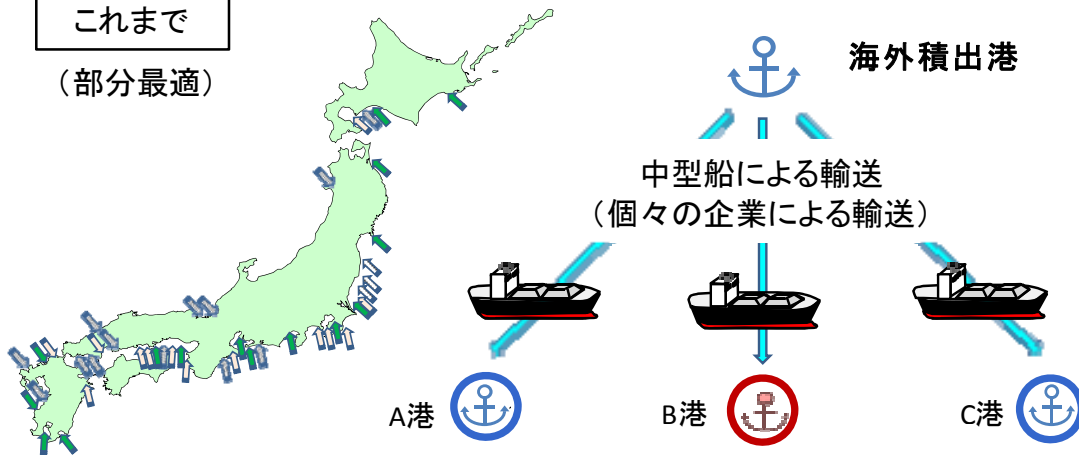 これまで
（部分最適）
海外積出港
中型船による輸送
（個々の企業による輸送）
A港
B港
C港